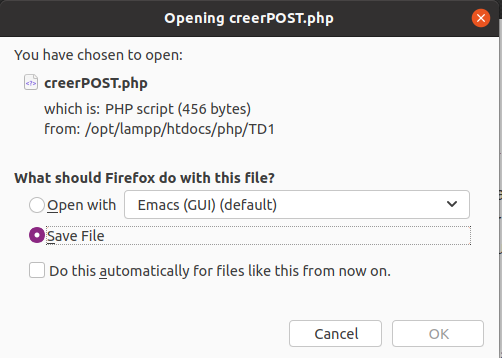 Opening creerPOST.php
You have chosen to open:
creerPOST.php
which is: PHP script (456 bytes)
from: /opt/lampp/htdocs/php/TD1
What should Firefox do with this file?
Open with
Emacs (GUI) (default)
Save File
Do this automatically for files like this from now on.
Cancel
OK